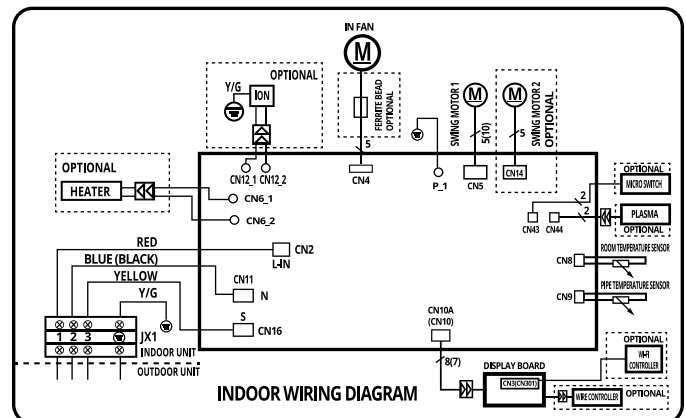 IN FAN
M
OPTIONAL
Y/G
ION
FERRITE BEAD
OPTIONAL
5
SWING MOTOR 1
M
5(10)
SWING MOTOR 2
OPTIONAL
M
5
CN12_1
CN12_2
CN4
P_1
CN5
CN14
OPTIONAL
HEATER
CN6_1
CN6_2
OPTIONAL
MICRO SWITCH
2
2
PLASMA
OPTIONAL
CN43
CN44
RED
CN2
L-IN
BLUE (BLACK)
YELLOW
Y/G
CN11
N
S
CN16
CN8
ROOM TEMPERATURE SENSOR
CN9
PIPE TEMPERATURE SENSOR
CN10A
(CN10)
8(7)
1 2 3
JX1
INDOOR UNIT
OUTDOOR UNIT
DISPLAY BOARD
CN3(CN301)
OPTIONAL
WI-FI
CONTROLLER
WIRE CONTROLLER
OPTIONAL
INDOOR WIRING DIAGRAM